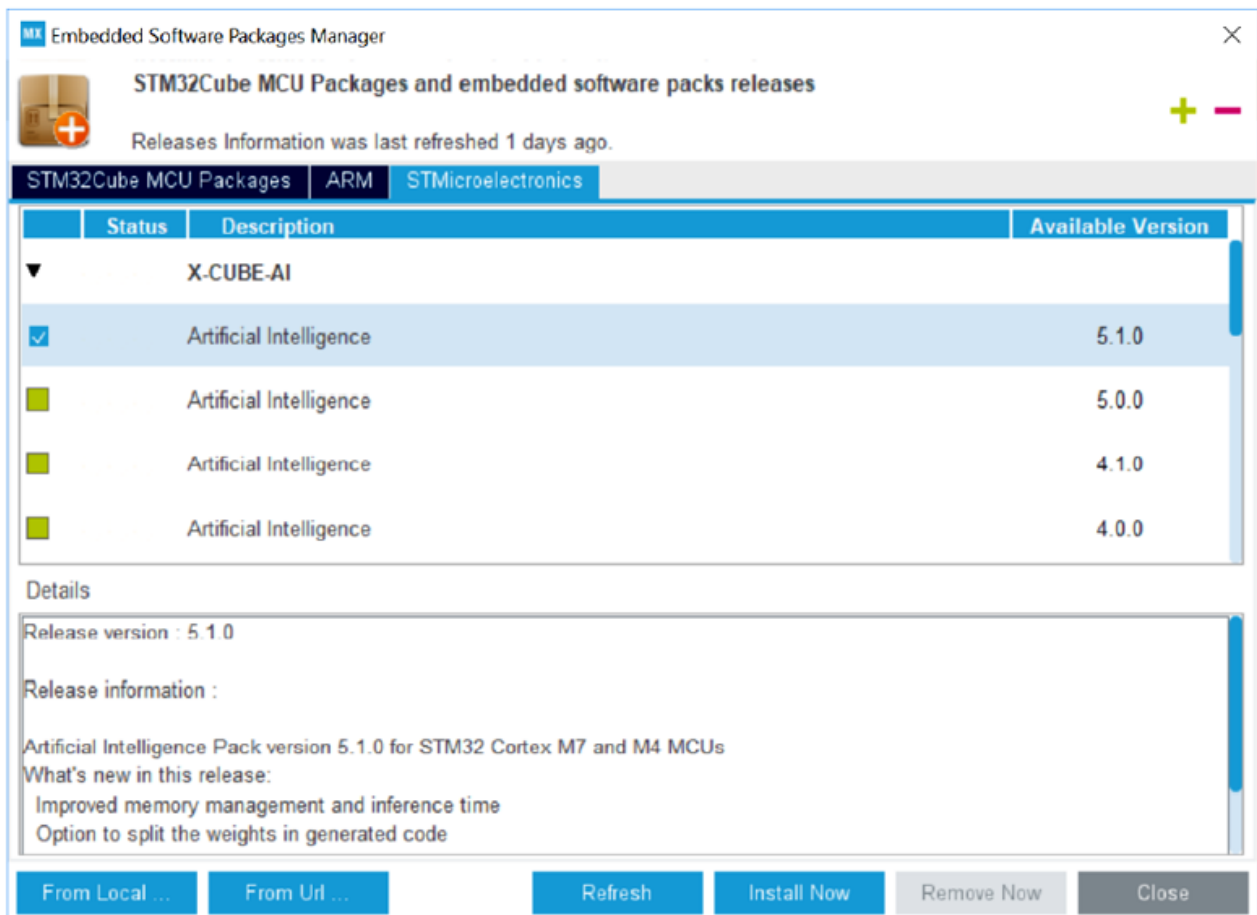 MX Embedded Software Packages Manager
STM32Cube MCU Packages and embedded software packs releases
Releases Information was last refreshed 1 days ago.
STM32Cube MCU Packages ARM STMicroelectronics
Status Description Available Version
X-CUBE-AI
Artificial Intelligence 5.1.0
Artificial Intelligence 5.0.0
Artificial Intelligence 4.1.0
Artificial Intelligence 4.0.0
Details
Release version : 5.1.0
Release information :
Artificial Intelligence Pack version 5.1.0 for STM32 Cortex M7 and M4 MCUs
What's new in this release:
Improved memory management and inference time
Option to split the weights in generated code
From Local ... From Url ... Refresh Install Now Remove Now Close